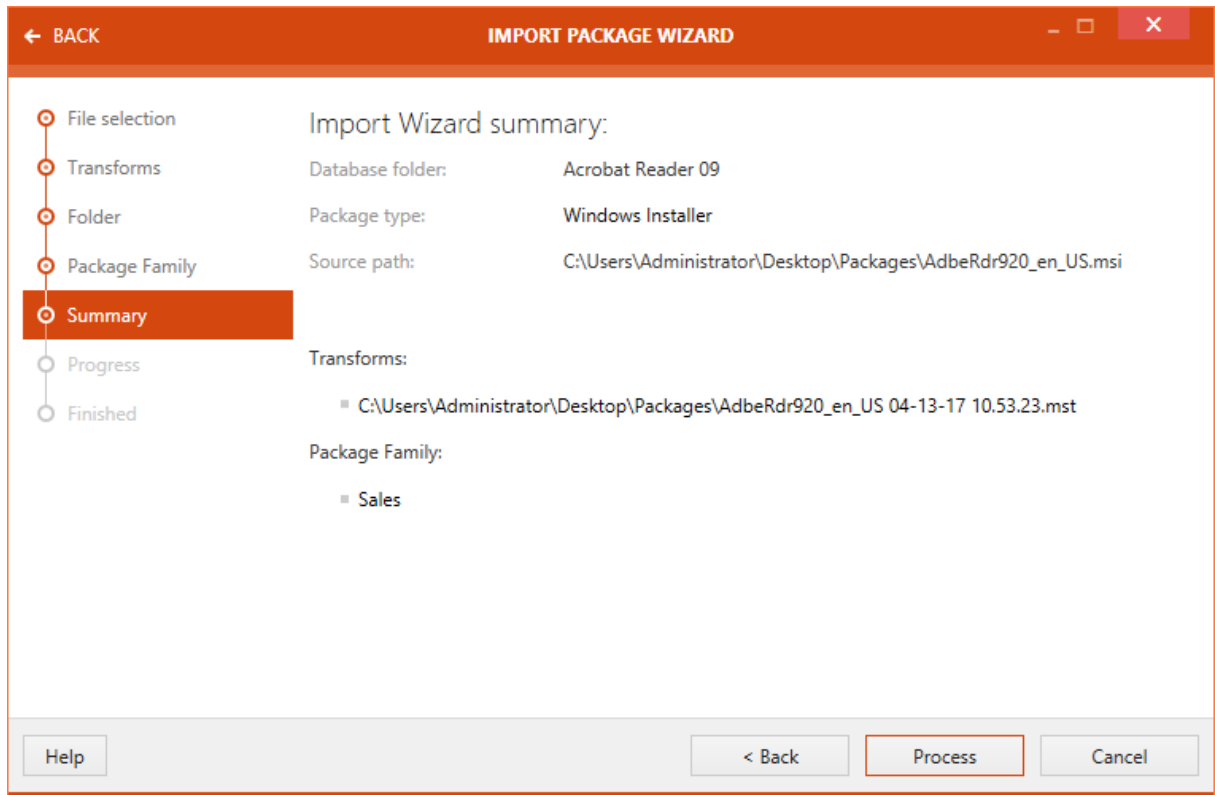 BACK
IMPORT PACKAGE WIZARD
File selection
Transforms
Folder
Package Family
Summary
Progress
Finished
Import Wizard summary:
Database folder: Acrobat Reader 09
Package type: Windows Installer
Source path: C:\Users\Administrator\Desktop\Packages\AdbeRdr920_en_US.msi
Transforms:
C:\Users\Administrator\Desktop\Packages\AdbeRdr920_en_US 04-13-17 10.53.23.mst
Package Family:
Sales
Help
< Back
Process
Cancel